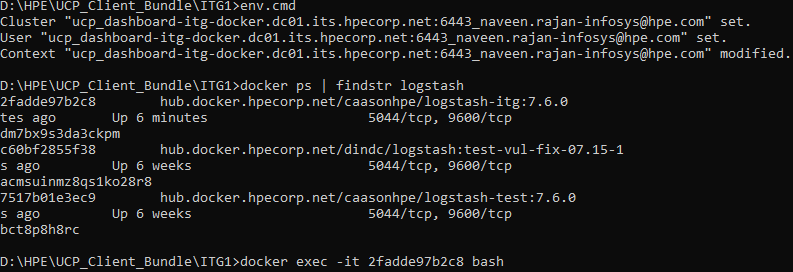 D:\HPE\UCP_Client_Bundle\ITG1>env.cmd
Cluster "ucp_dashboard-itg-docker.dc01.its.hpecorp.net:6443_naveen.rajan-infosys@hpe.com" set.
User "ucp_dashboard-itg-docker.dc01.its.hpecorp.net:6443_naveen.rajan-infosys@hpe.com" set.
Context "ucp_dashboard-itg-docker.dc01.its.hpecorp.net:6443_naveen.rajan-infosys@hpe.com" modified.
D:\HPE\UCP_Client_Bundle\ITG1>docker ps | findstr logstash
2fadde97b2c8 hub.docker.hpecorp.net/caasonhpe/logstash-itg:7.6.0
tes ago Up 6 minutes 5044/tcp, 9600/tcp
dm7bx9s3da3ckpm
c60bf2855f38 hub.docker.hpecorp.net/dindc/logstash:test-vul-fix-07.15-1
s ago Up 6 weeks 5044/tcp, 9600/tcp
acmsuinmz8qs1ko28r8
7517b01e3ec9 hub.docker.hpecorp.net/caasonhpe/logstash-test:7.6.0
s ago Up 6 weeks 5044/tcp, 9600/tcp
bct8p8h8rc
D:\HPE\UCP_Client_Bundle\ITG1>docker exec -it 2fadde97b2c8 bash